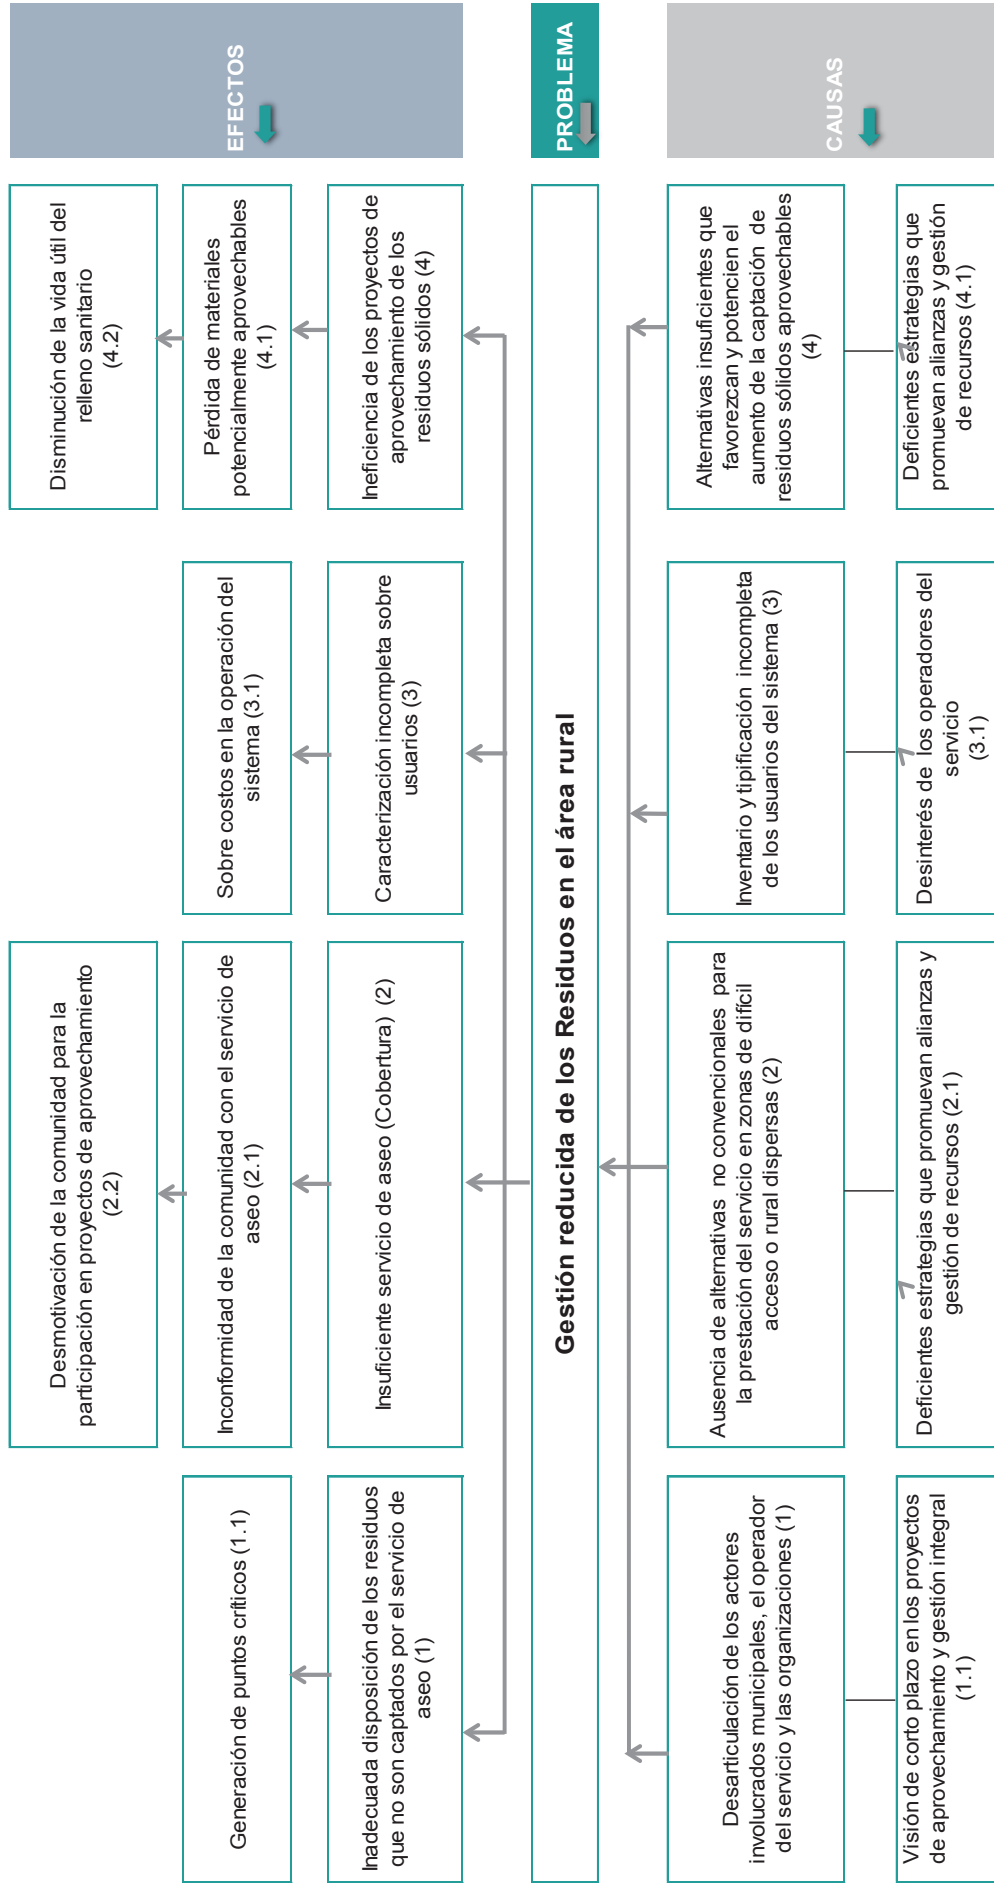 Desmotivación de la comunidad para la
participación en proyectos de aprovechamiento
(2.2)
Disminución de la vida útil del
relleno sanitario
(4.2)
EFECTOS
Generación de puntos críticos (1.1)
Inconformidad de la comunidad con el servicio de
aseo (2.1)
Sobre costos en la operación del
sistema (3.1)
Pérdida de materiales
potencialmente aprovechables
(4.1)
Inadecuada disposición de los residuos
que no son captados por el servicio de
aseo (1)
Insuficiente servicio de aseo (Cobertura) (2)
Caracterización incompleta sobre
usuarios (3)
Ineficiencia de los proyectos de
aprovechamiento de los
residuos sólidos (4)
Gestión reducida de los Residuos en el área rural
PROBLEMA
Desarticulación de los actores
involucrados municipales, el operador
del servicio y las organizaciones (1)
Ausencia de alternativas no convencionales para
la prestación del servicio en zonas de difícil
acceso o rural dispersas (2)
Inventario y tipificación incompleta
de los usuarios del sistema (3)
Alternativas insuficientes que
favorezcan y potencien el
aumento de la captación de
residuos sólidos aprovechables
(4)
CAUSAS
Visión de corto plazo en los proyectos
de aprovechamiento y gestión integral
(1.1)
Deficientes estrategias que promuevan alianzas y
gestión de recursos (2.1)
Desinterés de los operadores del
servicio
(3.1)
Deficientes estrategias que
promuevan alianzas y gestión
de recursos (4.1)